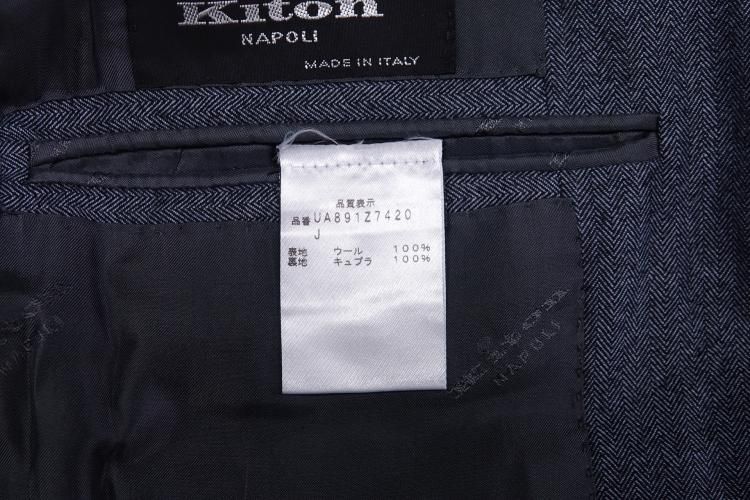 Kiton
NAPOLI
MADE IN ITALY
品質表示
品番 UA891Z7420
J
表地 ウール 100%
裏地 キュプラ 100%
Kiton
NAPOLI